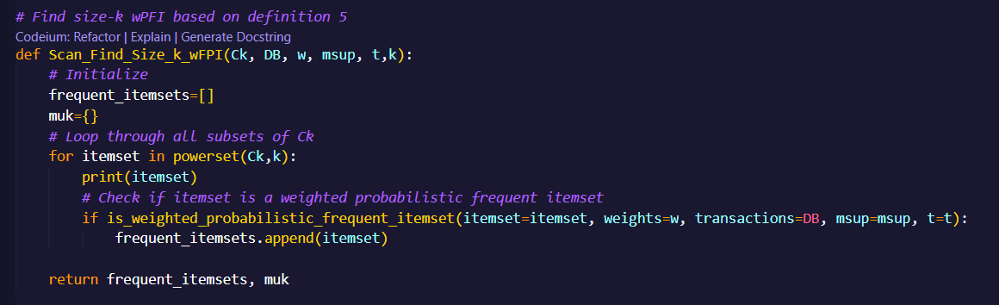 # Find size-k wPFI based on definition 5
Codeium: Refactor | Explain | Generate Docstring
def Scan_Find_Size_k_wFPI(Ck, DB, w, msup, t,k):
    # Initialize
    frequent_itemsets=[]
    muk={}
    # Loop through all subsets of Ck
    for itemset in powerset(Ck,k):
        print(itemset)
        # Check if itemset is a weighted probabilistic frequent itemset
        if is_weighted_probabilistic_frequent_itemset(itemset=itemset, weights=w, transactions=DB, msup=msup, t=t):
            frequent_itemsets.append(itemset)
    return frequent_itemsets, muk